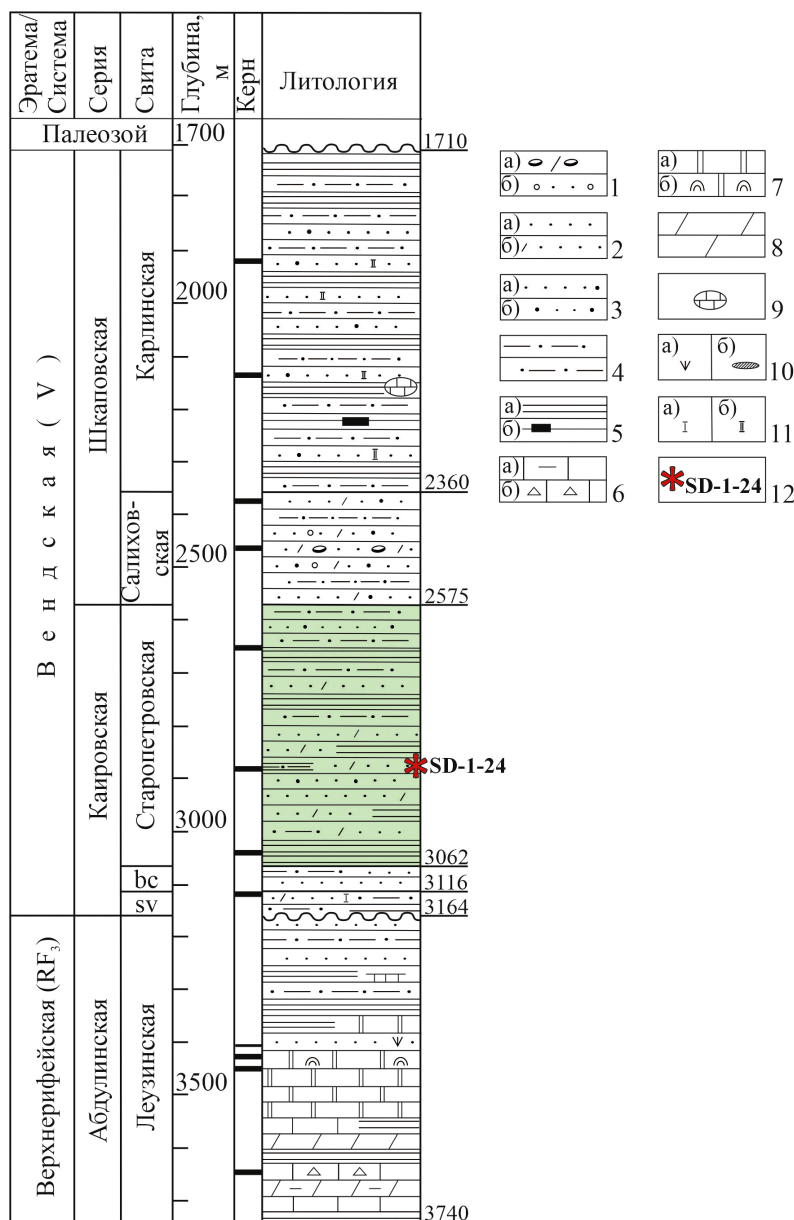 Эратема/
Система
Серия
Свита
Глубина,
м
Керн
Литология
Палеозой
1700
1710
2000
2360
2500
2575
SD-1-24
3000
3062
3116
3164
3500
3740
Вендская (V)
Шкаповская
Карлинская
Салихов-
ская
Каировская
Старопетровская
bc
sv
Верхнерифейская (RF3)
Абдулинская
Леузинская
а)
б)
1
а)
б)
2
а)
б)
3
4
а)
б)
5
а)
б)
6
а)
б)
7
8
9
а) б)
10
а) б)
11
SD-1-24
12